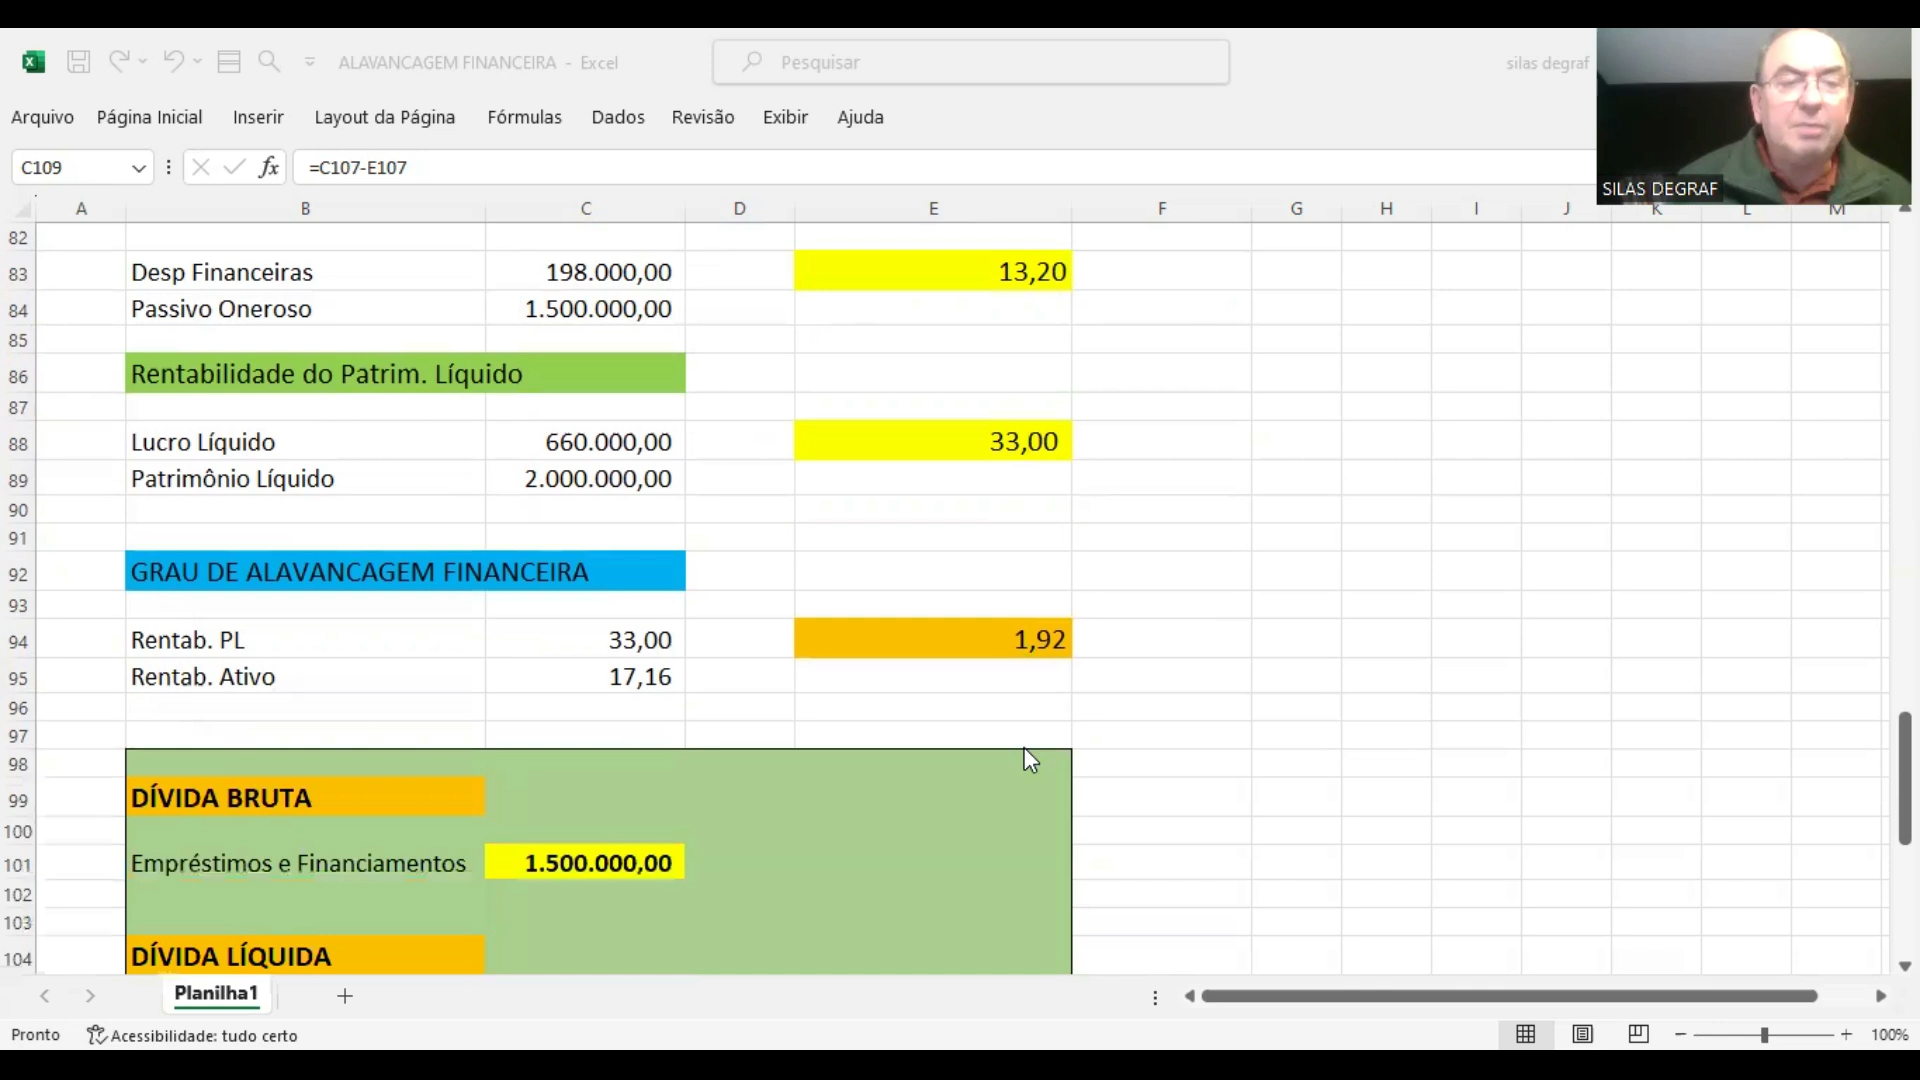 ALAVANCAGEM FINANCEIRA - Excel
Pesquisar
silas degraf
Arquivo Página Inicial Inserir Layout da Página Fórmulas Dados Revisão Exibir Ajuda
C109 fx =C107-E107
SILAS DEGRAF
A B C D E F G H I J K L M
82
83 Desp Financeiras 198.000,00 13,20
84 Passivo Oneroso 1.500.000,00
85
86 Rentabilidade do Patrim. Líquido
87
88 Lucro Líquido 660.000,00 33,00
89 Patrimônio Líquido 2.000.000,00
90
91
92 GRAU DE ALAVANCAGEM FINANCEIRA
93
94 Rentab. PL 33,00 1,92
95 Rentab. Ativo 17,16
96
97
98
99 DÍVIDA BRUTA
100
101 Empréstimos e Financiamentos 1.500.000,00
102
103
104 DÍVIDA LÍQUIDA
Planilha1
Pronto Acessibilidade: tudo certo 100%